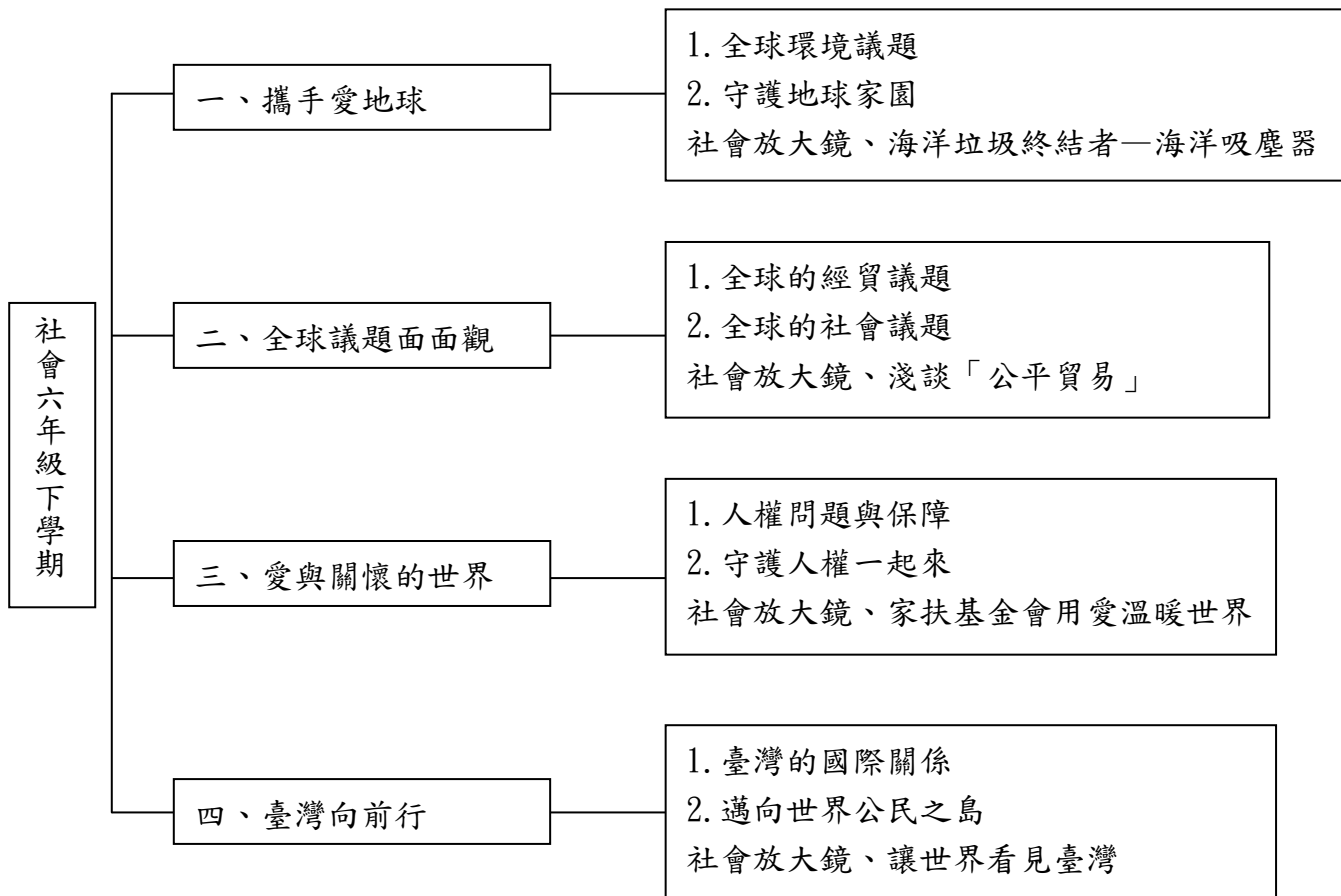 社會六年級下學期
一、攜手愛地球
1. 全球環境議題
2. 守護地球家園
社會放大鏡、海洋垃圾終結者—海洋吸塵器
二、全球議題面面觀
1. 全球的經貿議題
2. 全球的社會議題
社會放大鏡、淺談「公平貿易」
三、愛與關懷的世界
1. 人權問題與保障
2. 守護人權一起來
社會放大鏡、家扶基金會用愛溫暖世界
四、臺灣向前行
1. 臺灣的國際關係
2. 邁向世界公民之島
社會放大鏡、讓世界看見臺灣